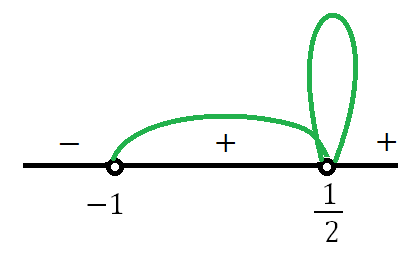 − + +
−1 1/2